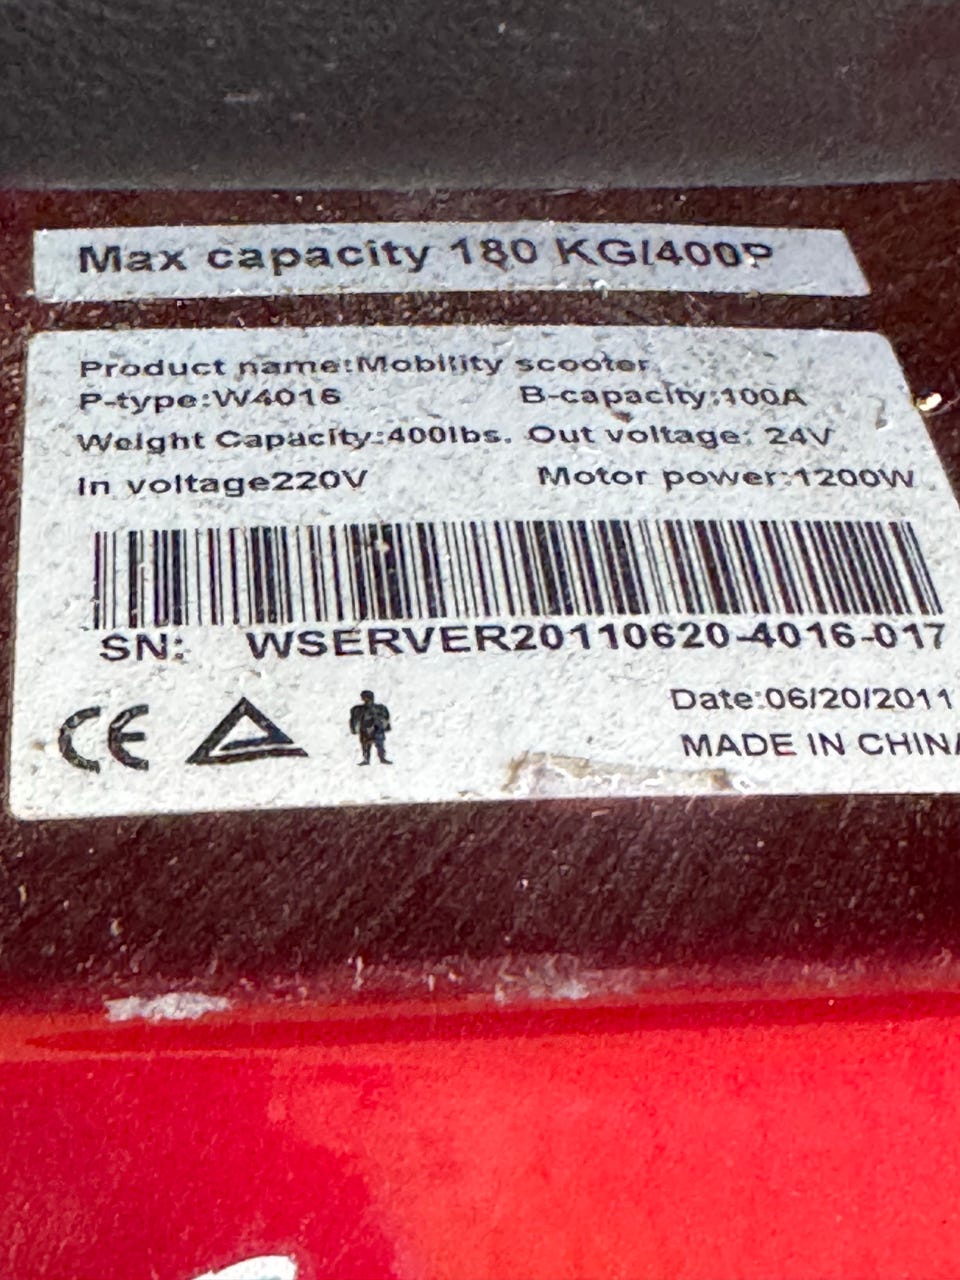 Max capacity 180 KG/400P
Product name:Mobility scooter
P-type:W4016 B-capacity:100A
Weight Capacity:400lbs. Out voltage: 24V
In voltage220V Motor power:1200W
SN: WSERVER20110620-4016-017
CE
Date:06/20/2011
MADE IN CHINA